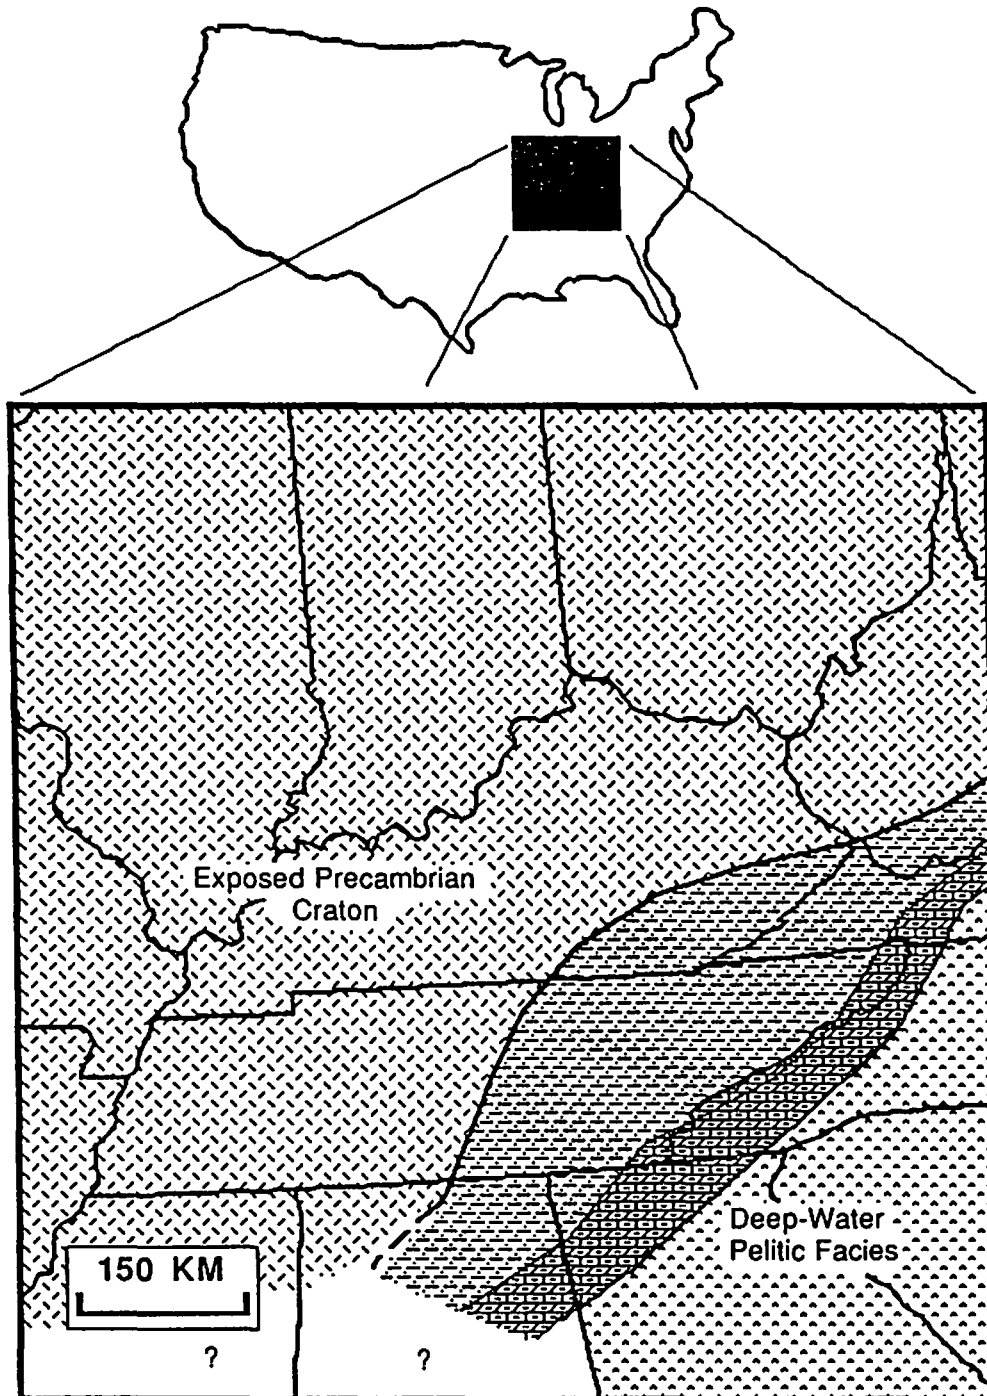 Exposed Precambrian
Craton
Deep-Water
Pelitic Facies
150 KM
?
?